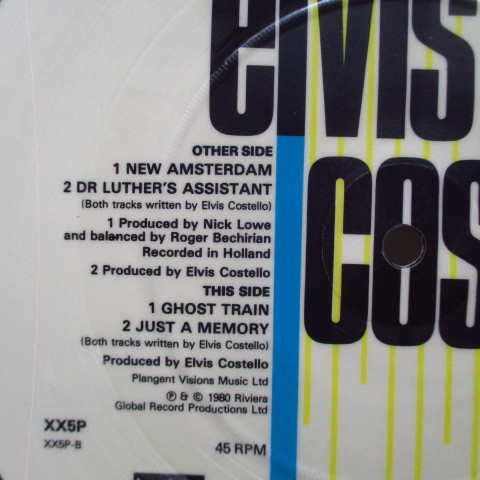 elvis
cos
OTHER SIDE
1 NEW AMSTERDAM
2 DR LUTHER'S ASSISTANT
(Both tracks written by Elvis Costello)
1 Produced by Nick Lowe
and balanced by Roger Bechirian
Recorded in Holland
2 Produced by Elvis Costello
THIS SIDE
1 GHOST TRAIN
2 JUST A MEMORY
(Both tracks written by Elvis Costello)
Produced by Elvis Costello
Plangent Visions Music Ltd
℗ & © 1980 Riviera
Global Record Productions Ltd
XX5P
XX5P-B
45 RPM